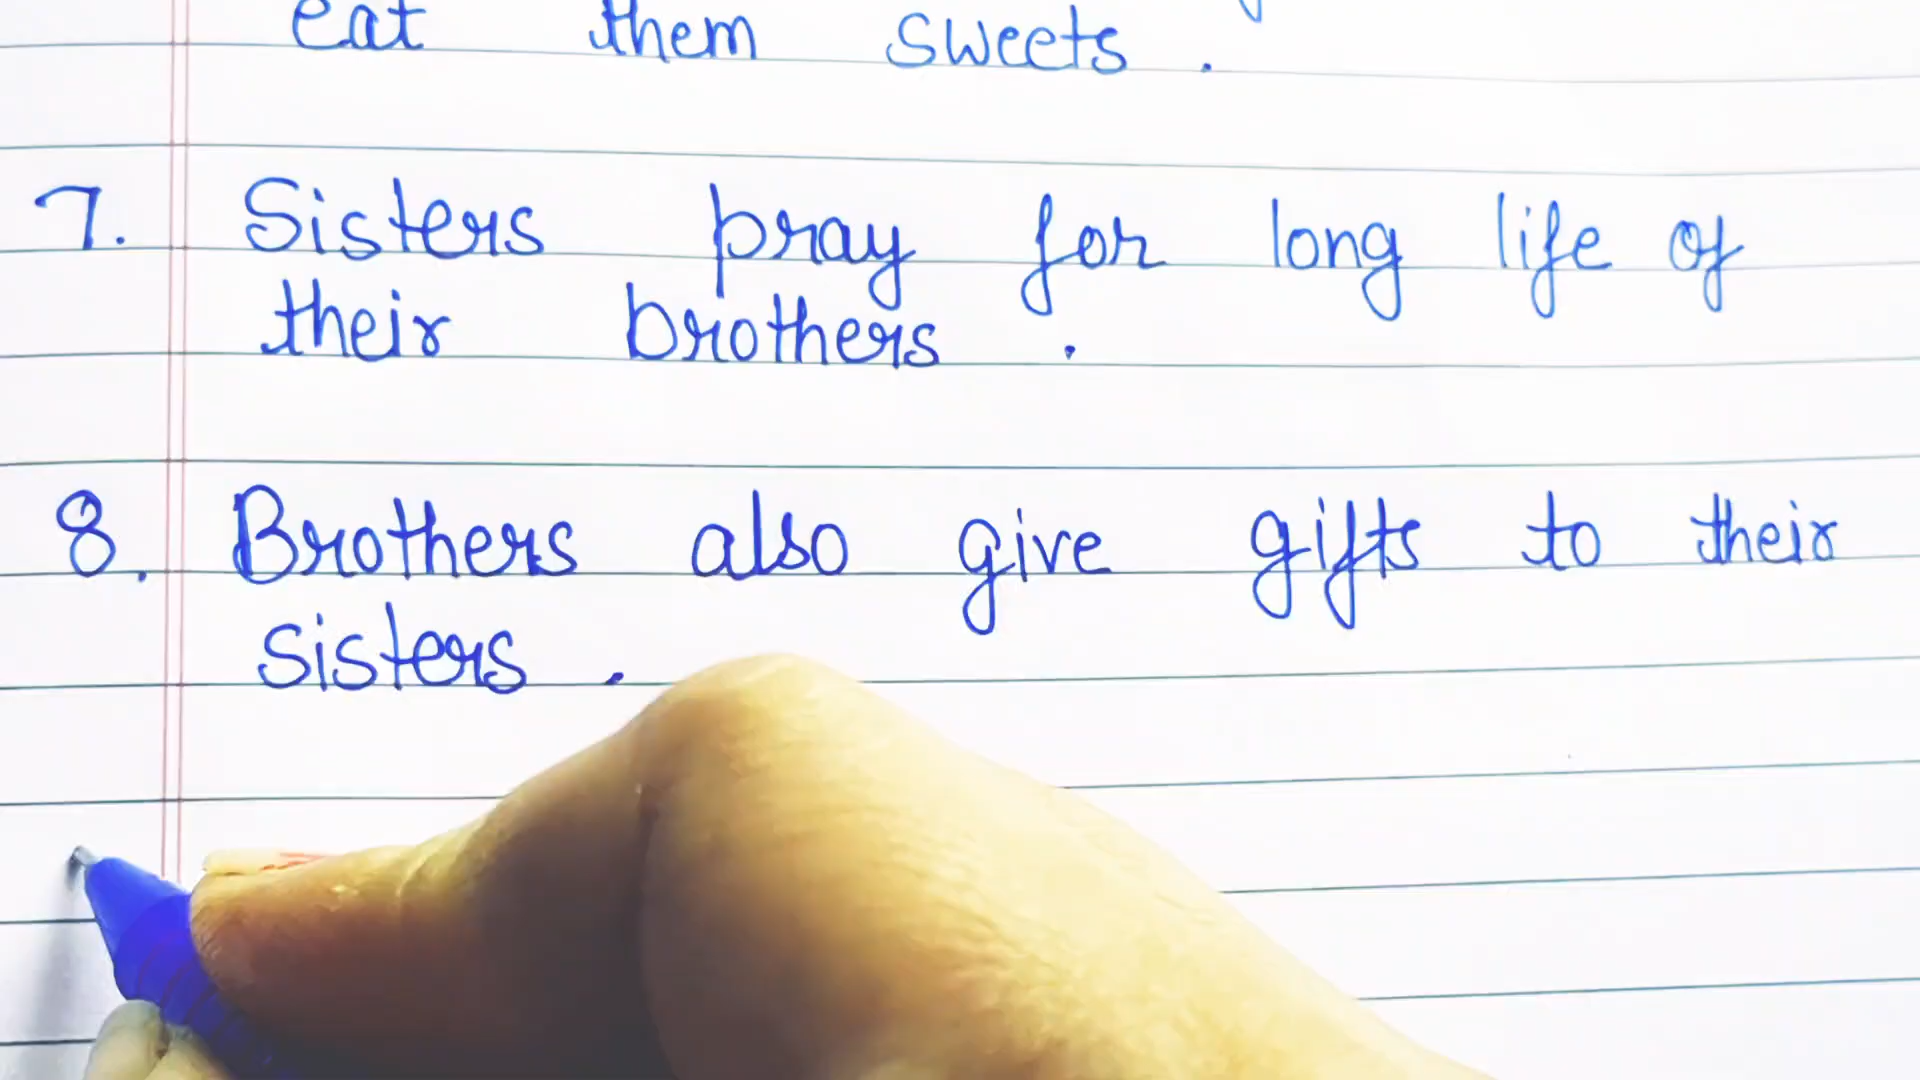 eat them sweets .
7. Sisters pray for long life of
their brothers .
8. Brothers also give gifts to their
sisters .